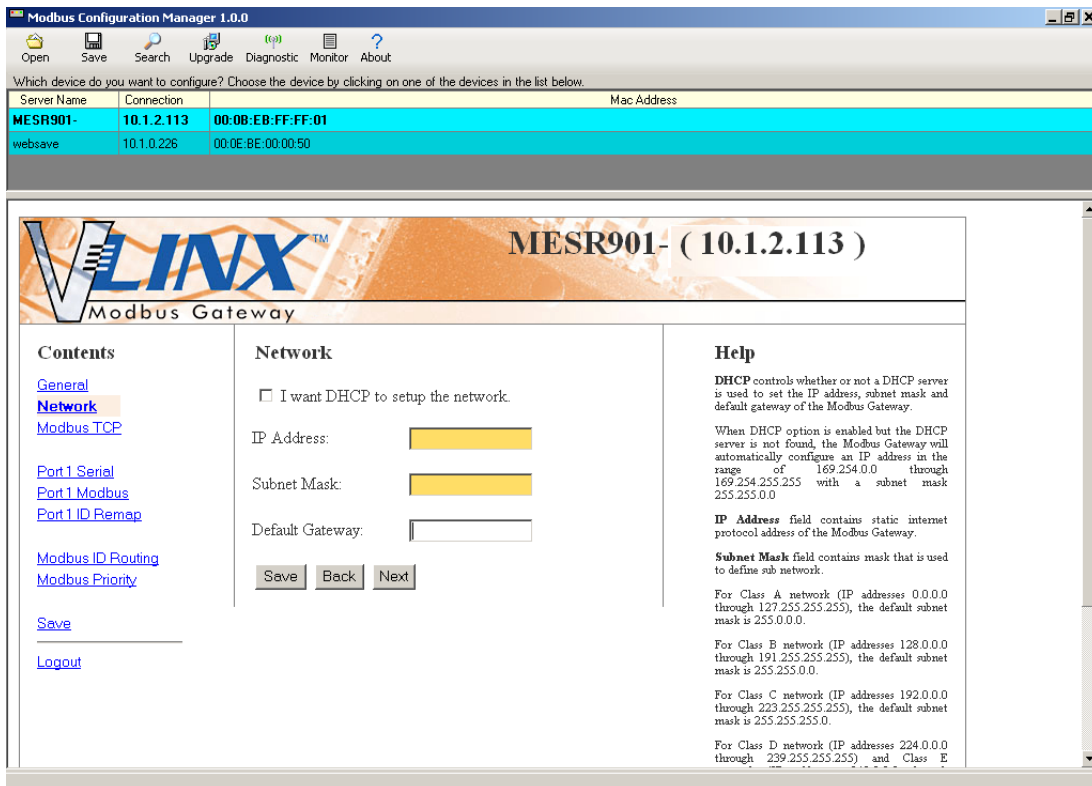 Modbus Configuration Manager 1.0.0
Open Save Search Upgrade Diagnostic Monitor About
Which device do you want to configure? Choose the device by clicking on one of the devices in the list below.
Server Name Connection Mac Address
MESR901- 10.1.2.113 00:0B:EB:FF:FF:01
websave 10.1.0.226 00:0E:BE:00:00:50
VLINX™
Modbus Gateway
MESR901- ( 10.1.2.113 )
Contents
General
Network
Modbus TCP
Port 1 Serial
Port 1 Modbus
Port 1 ID Remap
Modbus ID Routing
Modbus Priority
Save
Logout
Network
I want DHCP to setup the network.
IP Address:
Subnet Mask:
Default Gateway:
Save Back Next
Help
DHCP controls whether or not a DHCP server
is used to set the IP address, subnet mask and
default gateway of the Modbus Gateway.
When DHCP option is enabled but the DHCP
server is not found, the Modbus Gateway will
automatically configure an IP address in the
range of 169.254.0.0 through
169.254.255.255 with a subnet mask
255.255.0.0
IP Address field contains static internet
protocol address of the Modbus Gateway.
Subnet Mask field contains mask that is used
to define sub network.
For Class A network (IP addresses 0.0.0.0
through 127.255.255.255), the default subnet
mask is 255.0.0.0.
For Class B network (IP addresses 128.0.0.0
through 191.255.255.255), the default subnet
mask is 255.255.0.0.
For Class C network (IP addresses 192.0.0.0
through 223.255.255.255), the default subnet
mask is 255.255.255.0.
For Class D network (IP addresses 224.0.0.0
through 239.255.255.255) and Class E